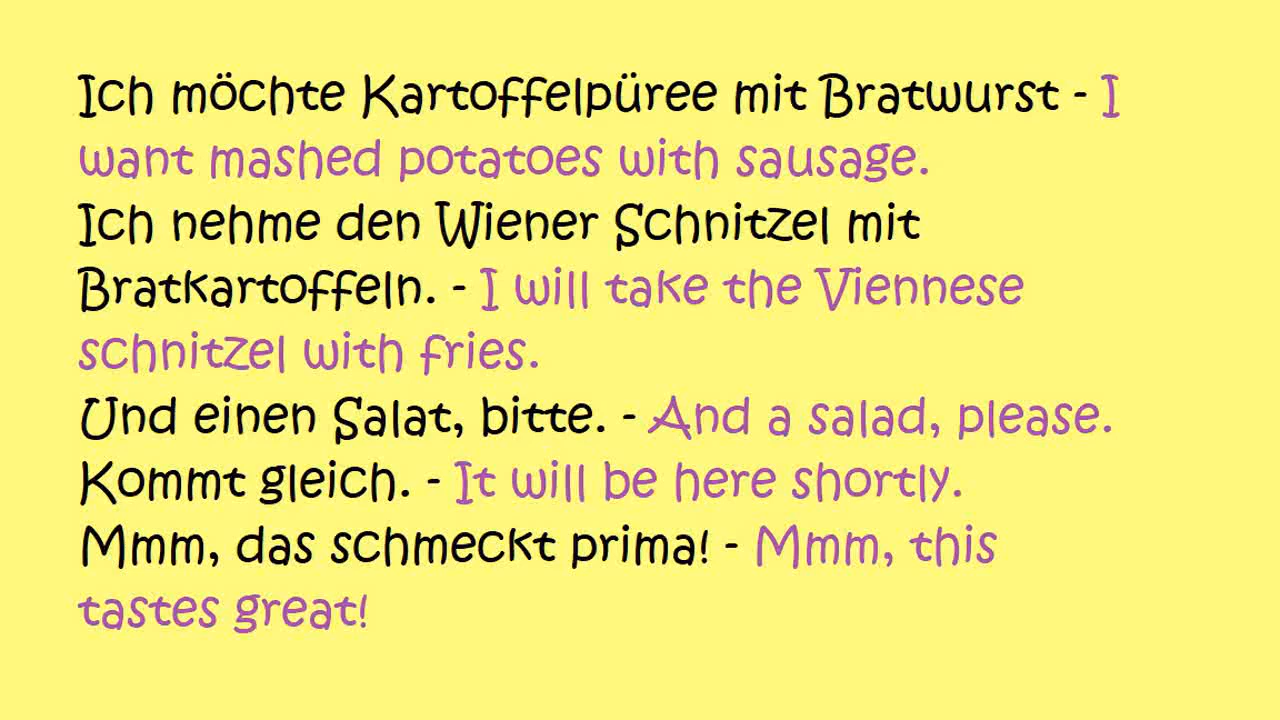 Ich möchte Kartoffelpüree mit Bratwurst - I
want mashed potatoes with sausage.
Ich nehme den Wiener Schnitzel mit
Bratkartoffeln. - I will take the Viennese
schnitzel with fries.
Und einen Salat, bitte. - And a salad, please.
Kommt gleich. - It will be here shortly.
Mmm, das schmeckt prima! - Mmm, this
tastes great!